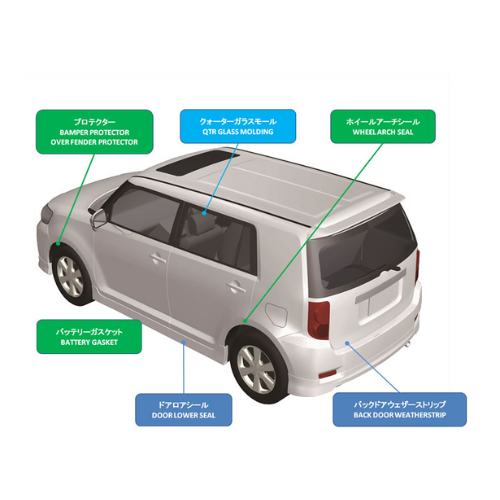 プロテクター
BAMPER PROTECTOR
OVER FENDER PROTECTOR
クォーターガラスモール
QTR GLASS MOLDING
ホイールアーチシール
WHEEL ARCH SEAL
バッテリーガスケット
BATTERY GASKET
ドアロアシール
DOOR LOWER SEAL
バックドアウェザーストリップ
BACK DOOR WEATHERSTRIP